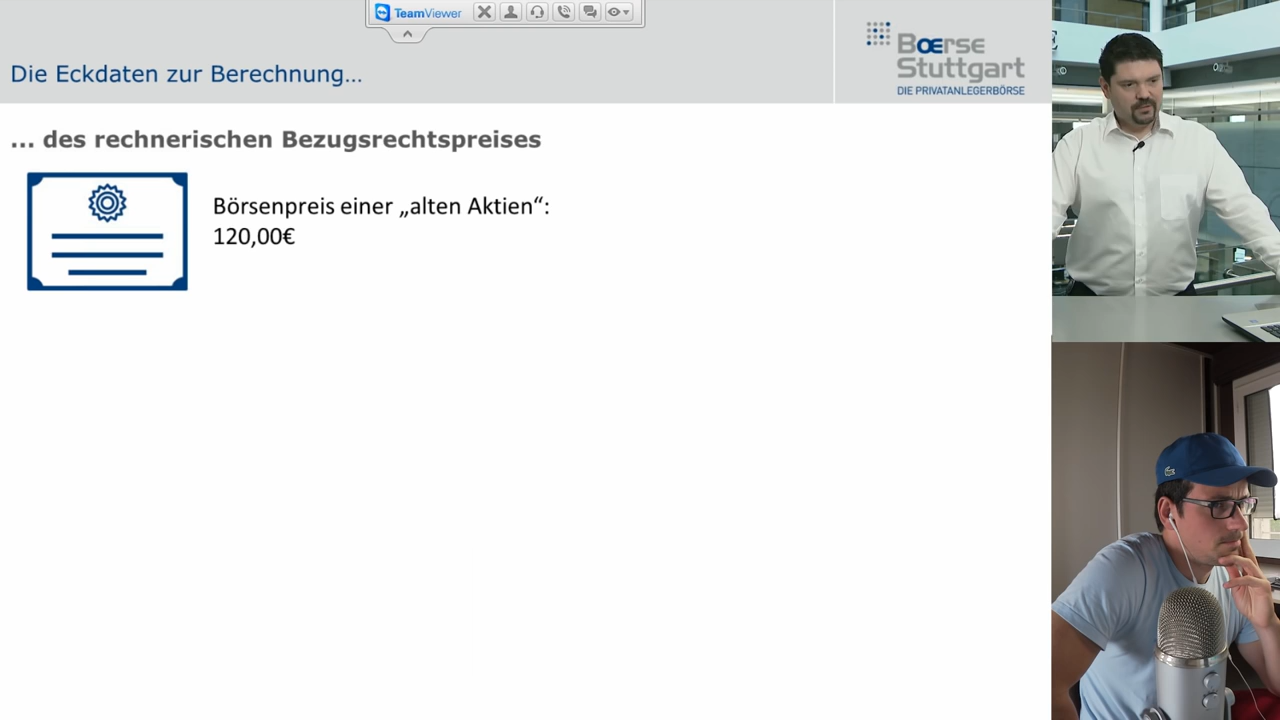 TeamViewer
Die Eckdaten zur Berechnung...
Boerse
Stuttgart
DIE PRIVATANLEGERBÖRSE
... des rechnerischen Bezugsrechtspreises
Börsenpreis einer „alten Aktien“:
120,00€